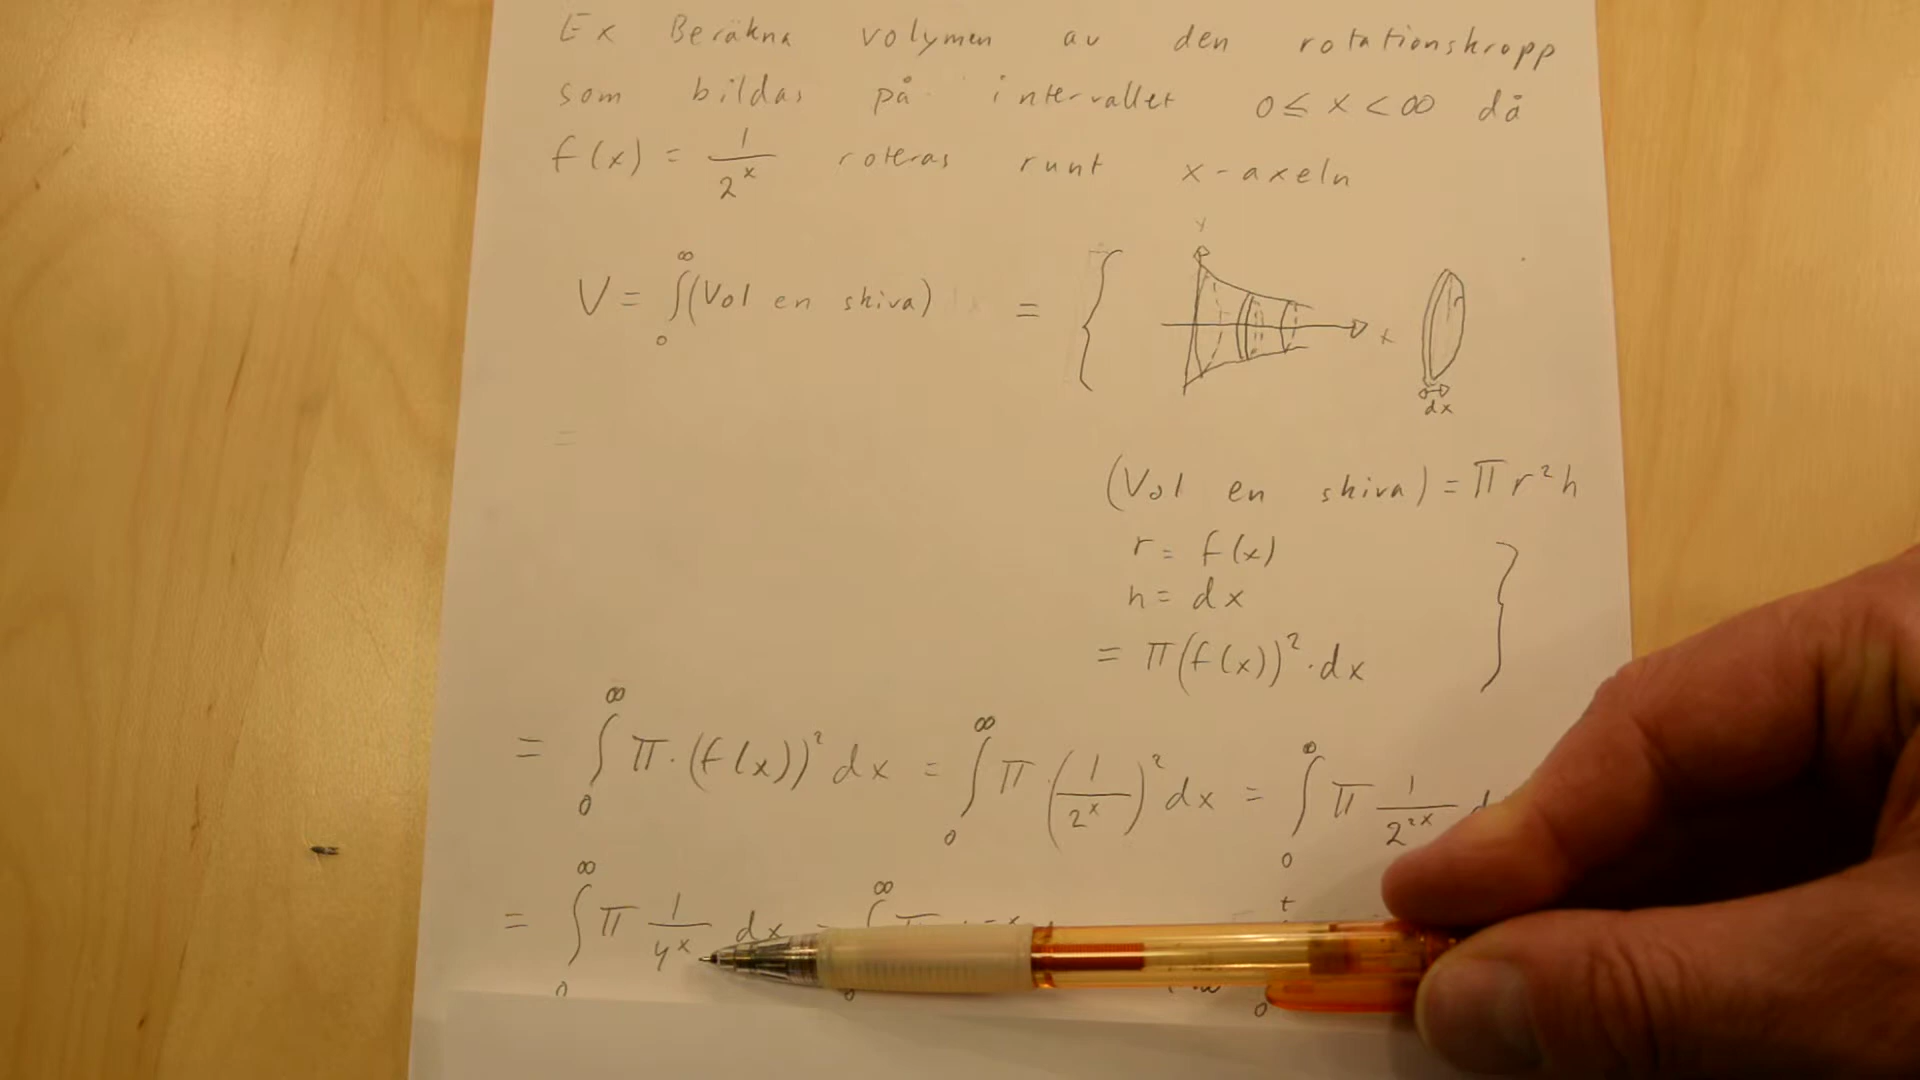 Ex Beräkna volymen av den rotationskropp
som bildas på intervallet 0 ≤ x < ∞ då
f(x) = 1/2^x roteras runt x-axeln
V = ∫₀^∞ (Vol en skiva) = {
y
x
dx
(Vol en skiva) = πr²h
r = f(x)
h = dx
= π(f(x))²·dx }
= ∫₀^∞ π·(f(x))² dx = ∫₀^∞ π·(1/2^x)² dx = ∫₀^∞ π 1/2^(2x) d
= ∫₀^∞ π 1/4^x dx